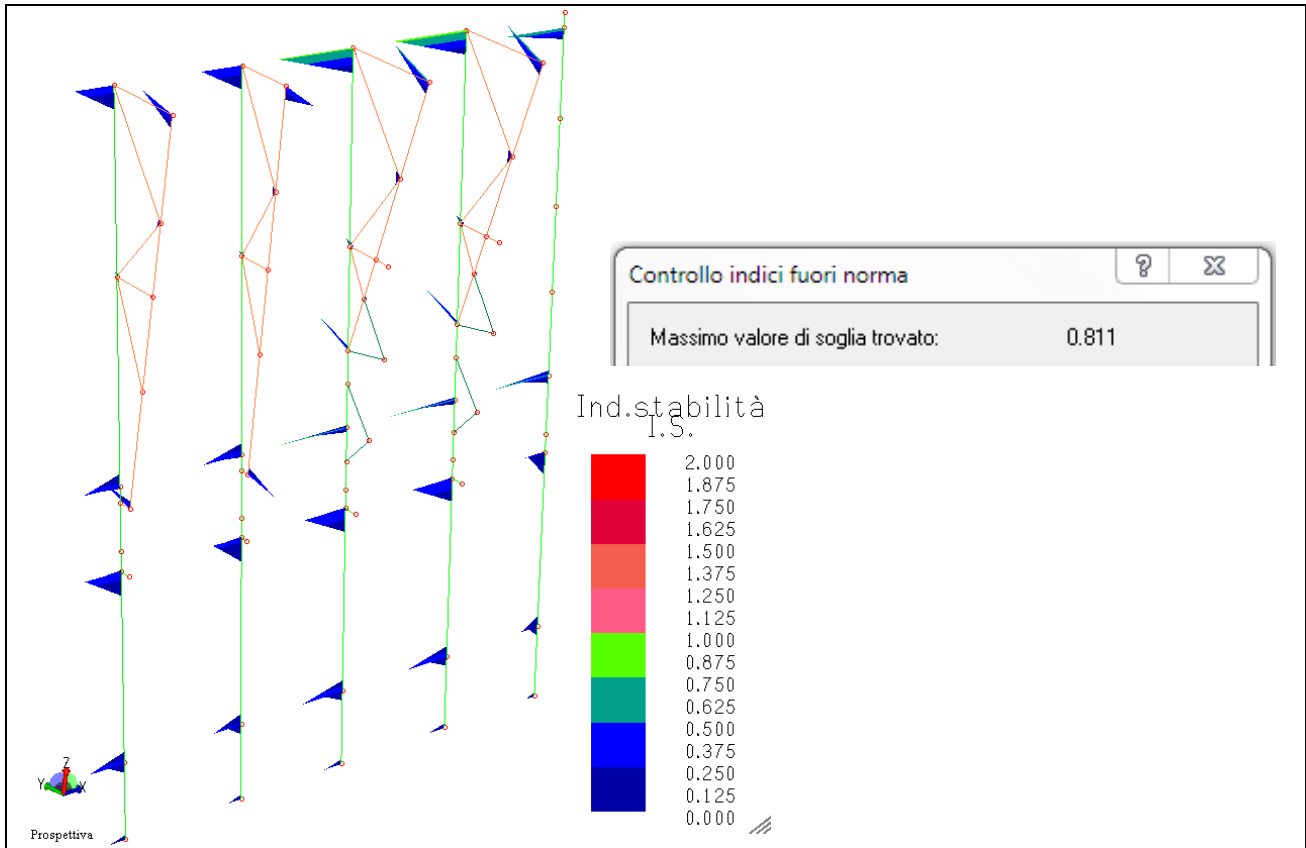 Controllo indici fuori norma
?
Massimo valore di soglia trovato: 0.811
Ind.stabilità
I.S.
2.000
1.875
1.750
1.625
1.500
1.375
1.250
1.125
1.000
0.875
0.750
0.625
0.500
0.375
0.250
0.125
0.000
Z
Y X
Prospettiva